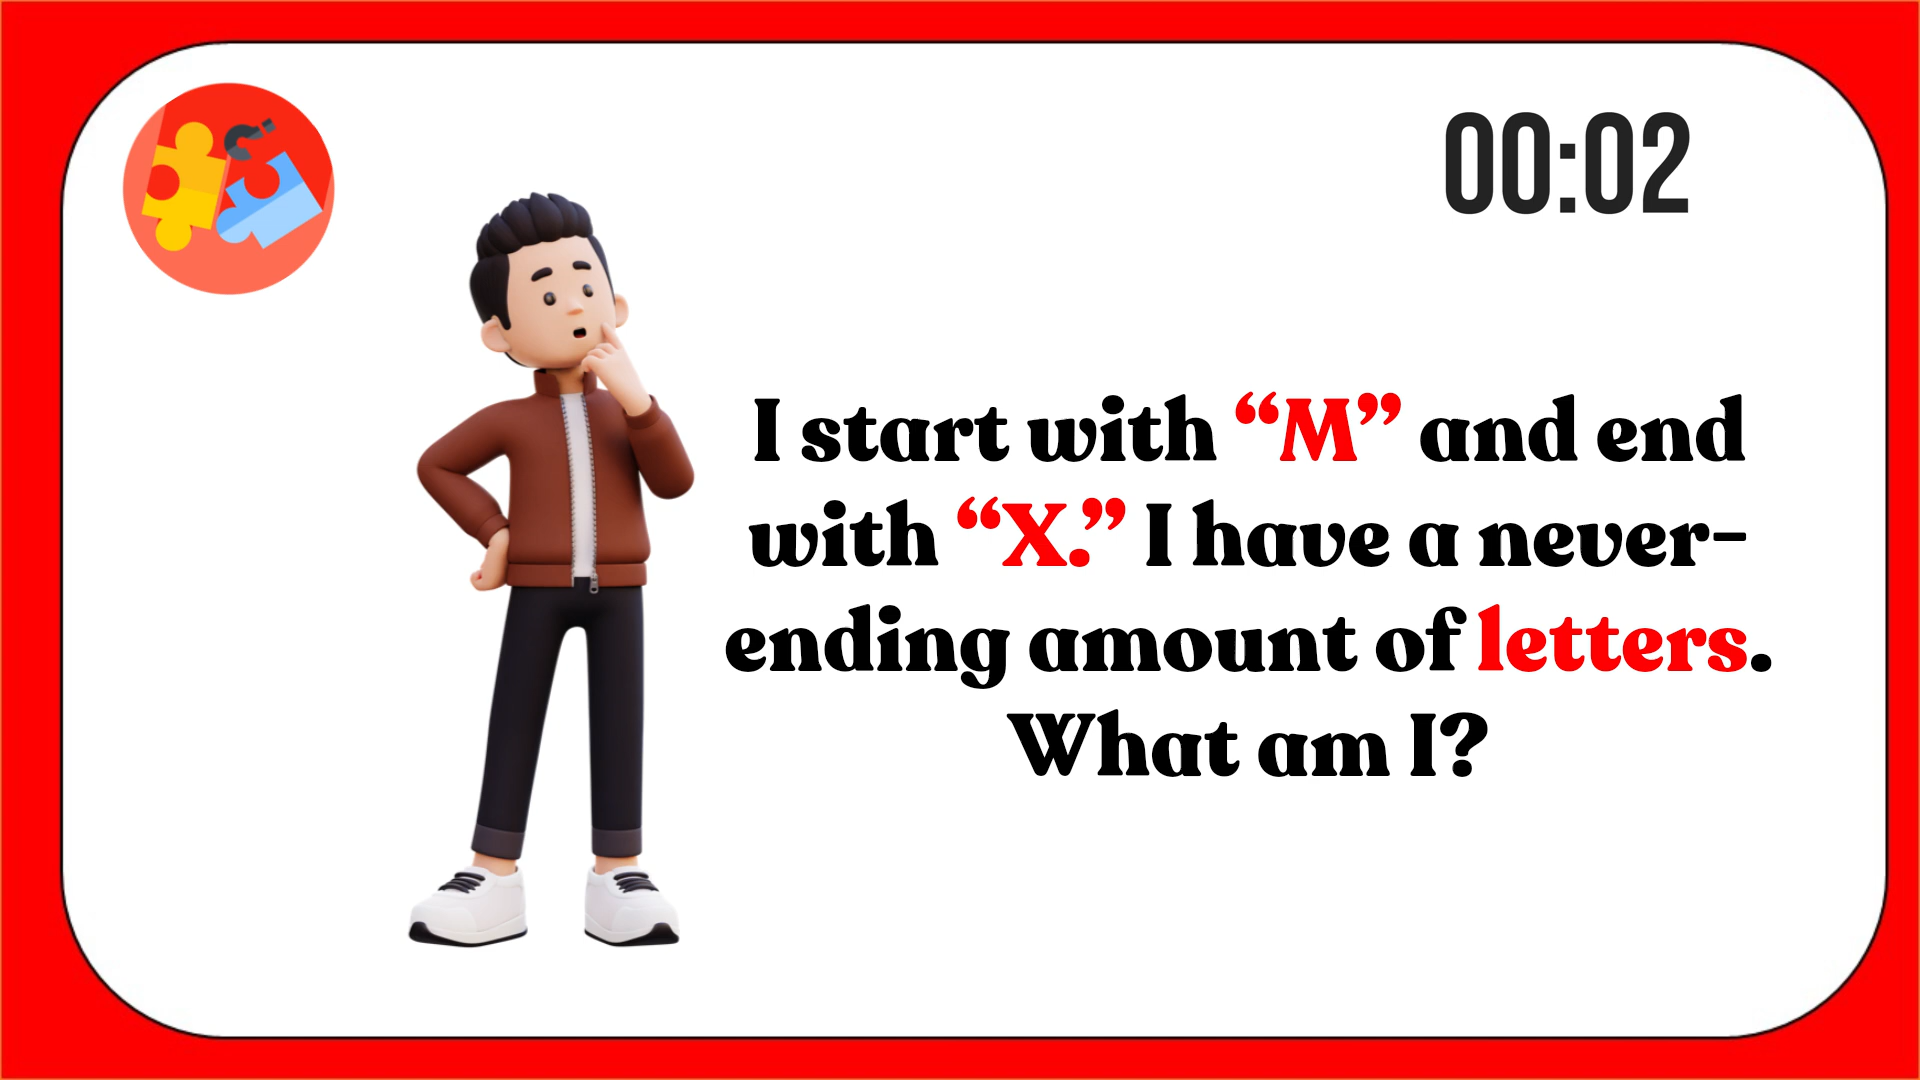 00:02
I start with “M” and end
with “X.” I have a never-
ending amount of letters.
What am I?